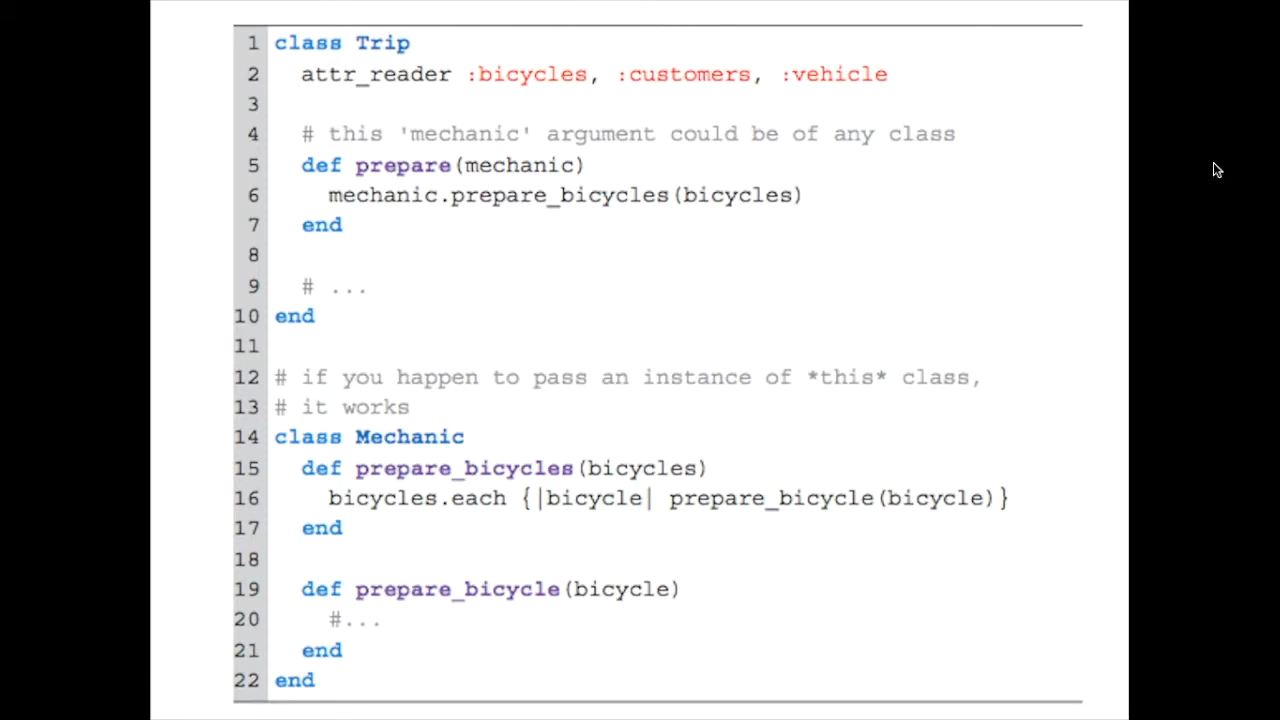 1 class Trip
2 attr_reader :bicycles, :customers, :vehicle
3
4 # this 'mechanic' argument could be of any class
5 def prepare(mechanic)
6 mechanic.prepare_bicycles(bicycles)
7 end
8
9 # ...
10 end
11
12 # if you happen to pass an instance of *this* class,
13 # it works
14 class Mechanic
15 def prepare_bicycles(bicycles)
16 bicycles.each {|bicycle| prepare_bicycle(bicycle)}
17 end
18
19 def prepare_bicycle(bicycle)
20 #...
21 end
22 end